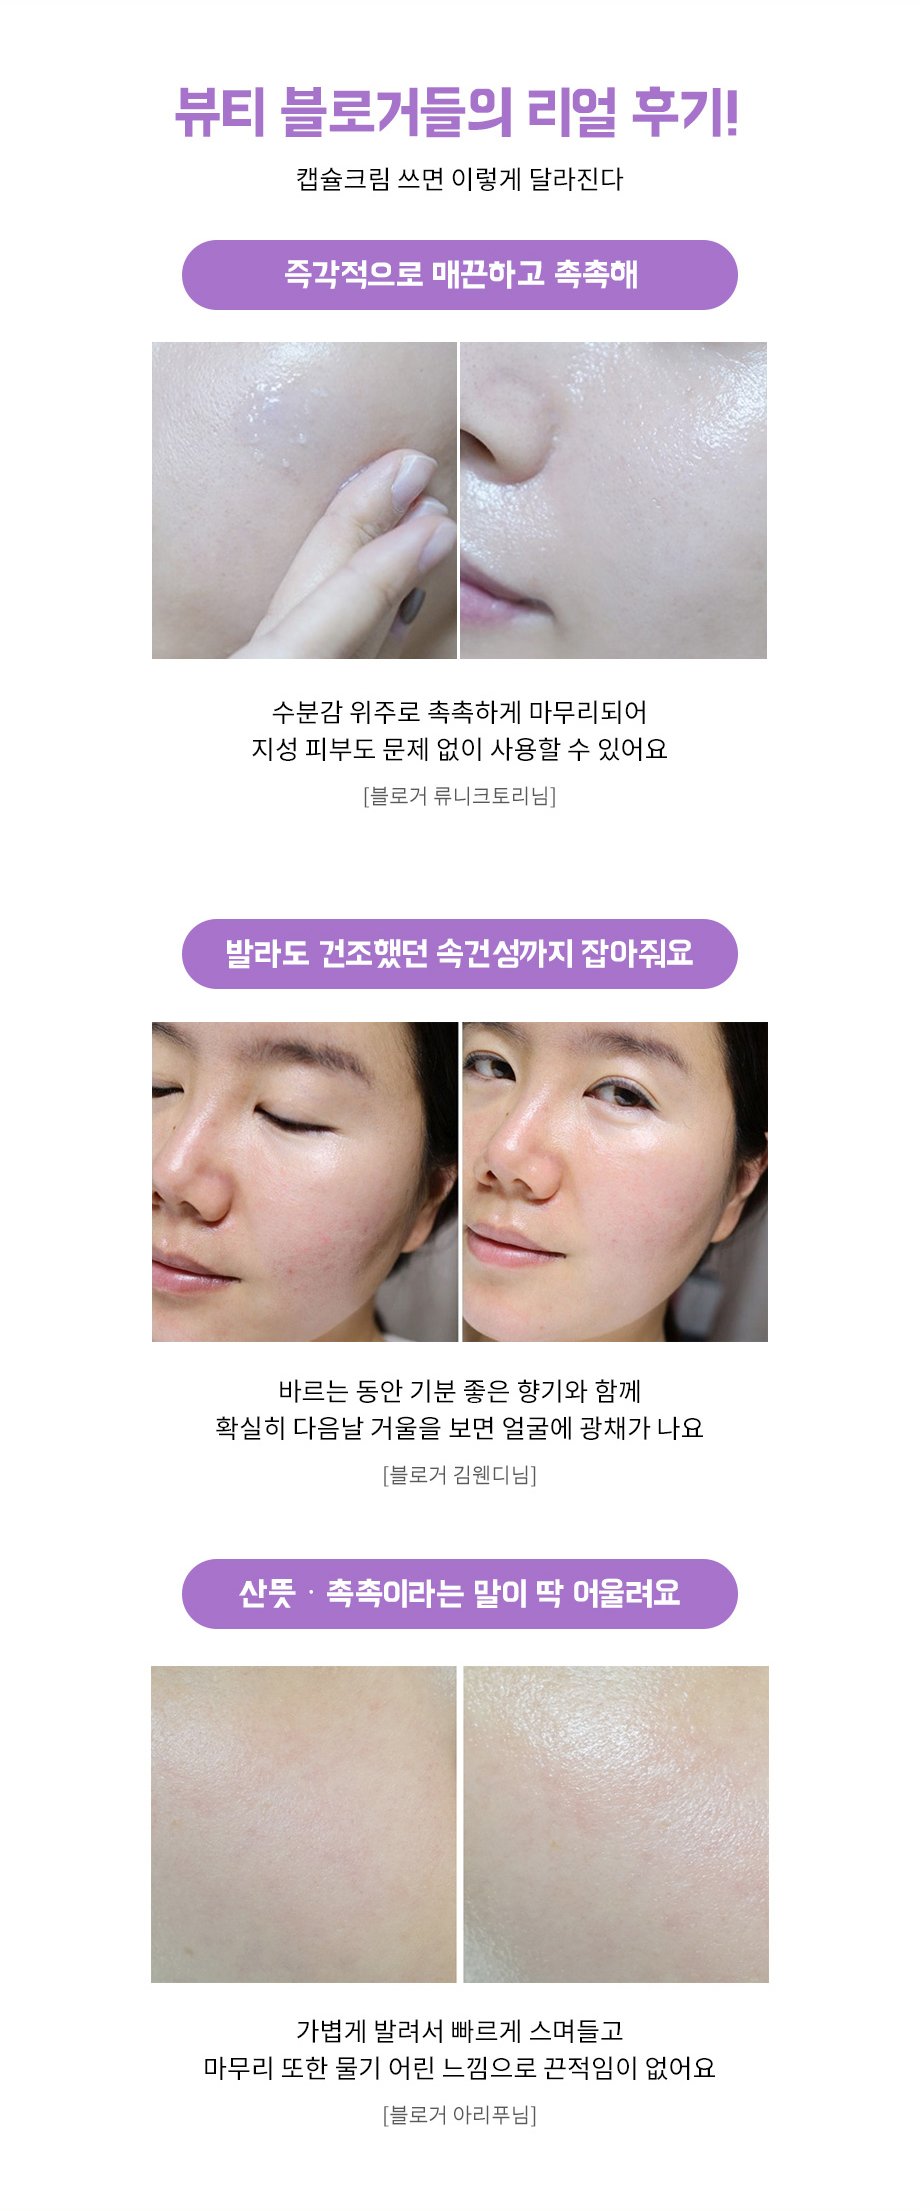 뷰티 블로거들의 리얼 후기!
캡슐크림 쓰면 이렇게 달라진다
즉각적으로 매끈하고 촉촉해
수분감 위주로 촉촉하게 마무리되어
지성 피부도 문제 없이 사용할 수 있어요
[블로거 류니크토리님]
발라도 건조했던 속건성까지 잡아줘요
바르는 동안 기분 좋은 향기와 함께
확실히 다음날 거울을 보면 얼굴에 광채가 나요
[블로거 김웬디님]
산뜻 · 촉촉이라는 말이 딱 어울려요
가볍게 발려서 빠르게 스며들고
마무리 또한 물기 어린 느낌으로 끈적임이 없어요
[블로거 아리푸님]